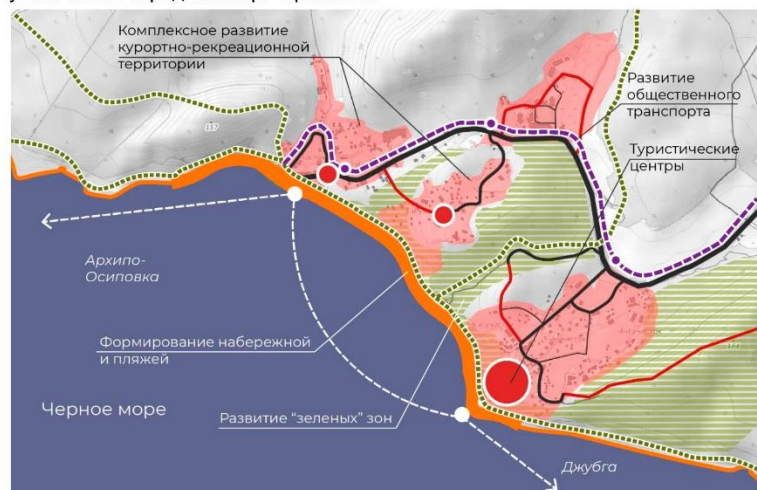 Комплексное развитие
курортно-рекреационной
территории
Развитие
общественного
транспорта
Туристические
центры
Архипо-
Осиповка
Формирование набережной
и пляжей
Черное море
Развитие “зеленых” зон
Джубга